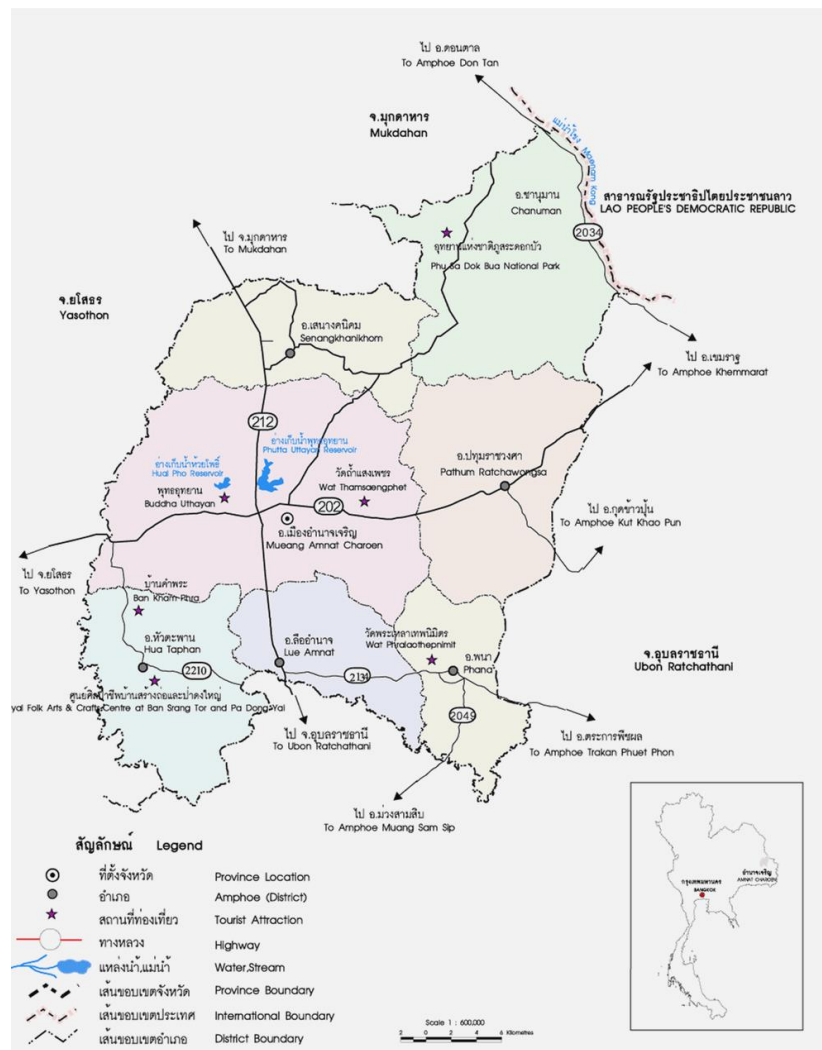 ไป อ.ดอนตาล
To Amphoe Don Tan
จ.มุกดาหาร
Mukdahan
แม่น้ำโขง Maenam Kong
อ.ชานุมาน
Chanuman
สาธารณรัฐประชาธิปไตยประชาชนลาว
LAO PEOPLE'S DEMOCRATIC REPUBLIC
2034
ไป จ.มุกดาหาร
To Mukdahan
อุทยานแห่งชาติภูสระดอกบัว
Phu Sa Dok Bua National Park
จ.ยโสธร
Yasothon
อ.เสนางคนิคม
Senangkhanikhom
ไป อ.เขมราฐ
To Amphoe Khemmarat
212
อ่างเก็บน้ำพุทธอุทยาน
Phutta Uttayan Reservoir
อ่างเก็บน้ำห้วยโพธิ์
Huai Pho Reservoir
อ.ปทุมราชวงศา
Pathum Ratchawongsa
วัดถ้ำแสงเพชร
Wat Thamsaengphet
พุทธอุทยาน
Buddha Uthayan
202
ไป อ.กุดข้าวปุ้น
To Amphoe Kut Khao Pun
อ.เมืองอำนาจเจริญ
Mueang Amnat Charoen
ไป จ.ยโสธร
To Yasothon
บ้านคำพระ
Ban Kham Phra
อ.หัวตะพาน
Hua Taphan
อ.ลืออำนาจ
Lue Amnat
วัดพระเหลาเทพนิมิตร
Wat Phralaothepnimit
อ.พนา
Phana
จ.อุบลราชธานี
Ubon Ratchathani
2210
2134
ศูนย์ศิลปาชีพบ้านสร้างถ่อและป่าดงใหญ่
yal Folk Arts & Crafts Centre at Ban Srang Tor and Pa Dong Yai
2049
ไป จ.อุบลราชธานี
To Ubon Ratchathani
ไป อ.ตระการพืชผล
To Amphoe Trakan Phuet Phon
ไป อ.ม่วงสามสิบ
To Amphoe Muang Sam Sip
สัญลักษณ์ Legend
ที่ตั้งจังหวัด Province Location
อำเภอ Amphoe (District)
สถานที่ท่องเที่ยว Tourist Attraction
ทางหลวง Highway
แหล่งน้ำ,แม่น้ำ Water,Stream
เส้นขอบเขตจังหวัด Province Boundary
เส้นขอบเขตประเทศ International Boundary
เส้นขอบเขตอำเภอ District Boundary
Scale 1 : 600,000
2 0 2 4 6 Kilometres
กรุงเทพมหานคร
BANGKOK
อำนาจเจริญ
AMNAT CHAROEN